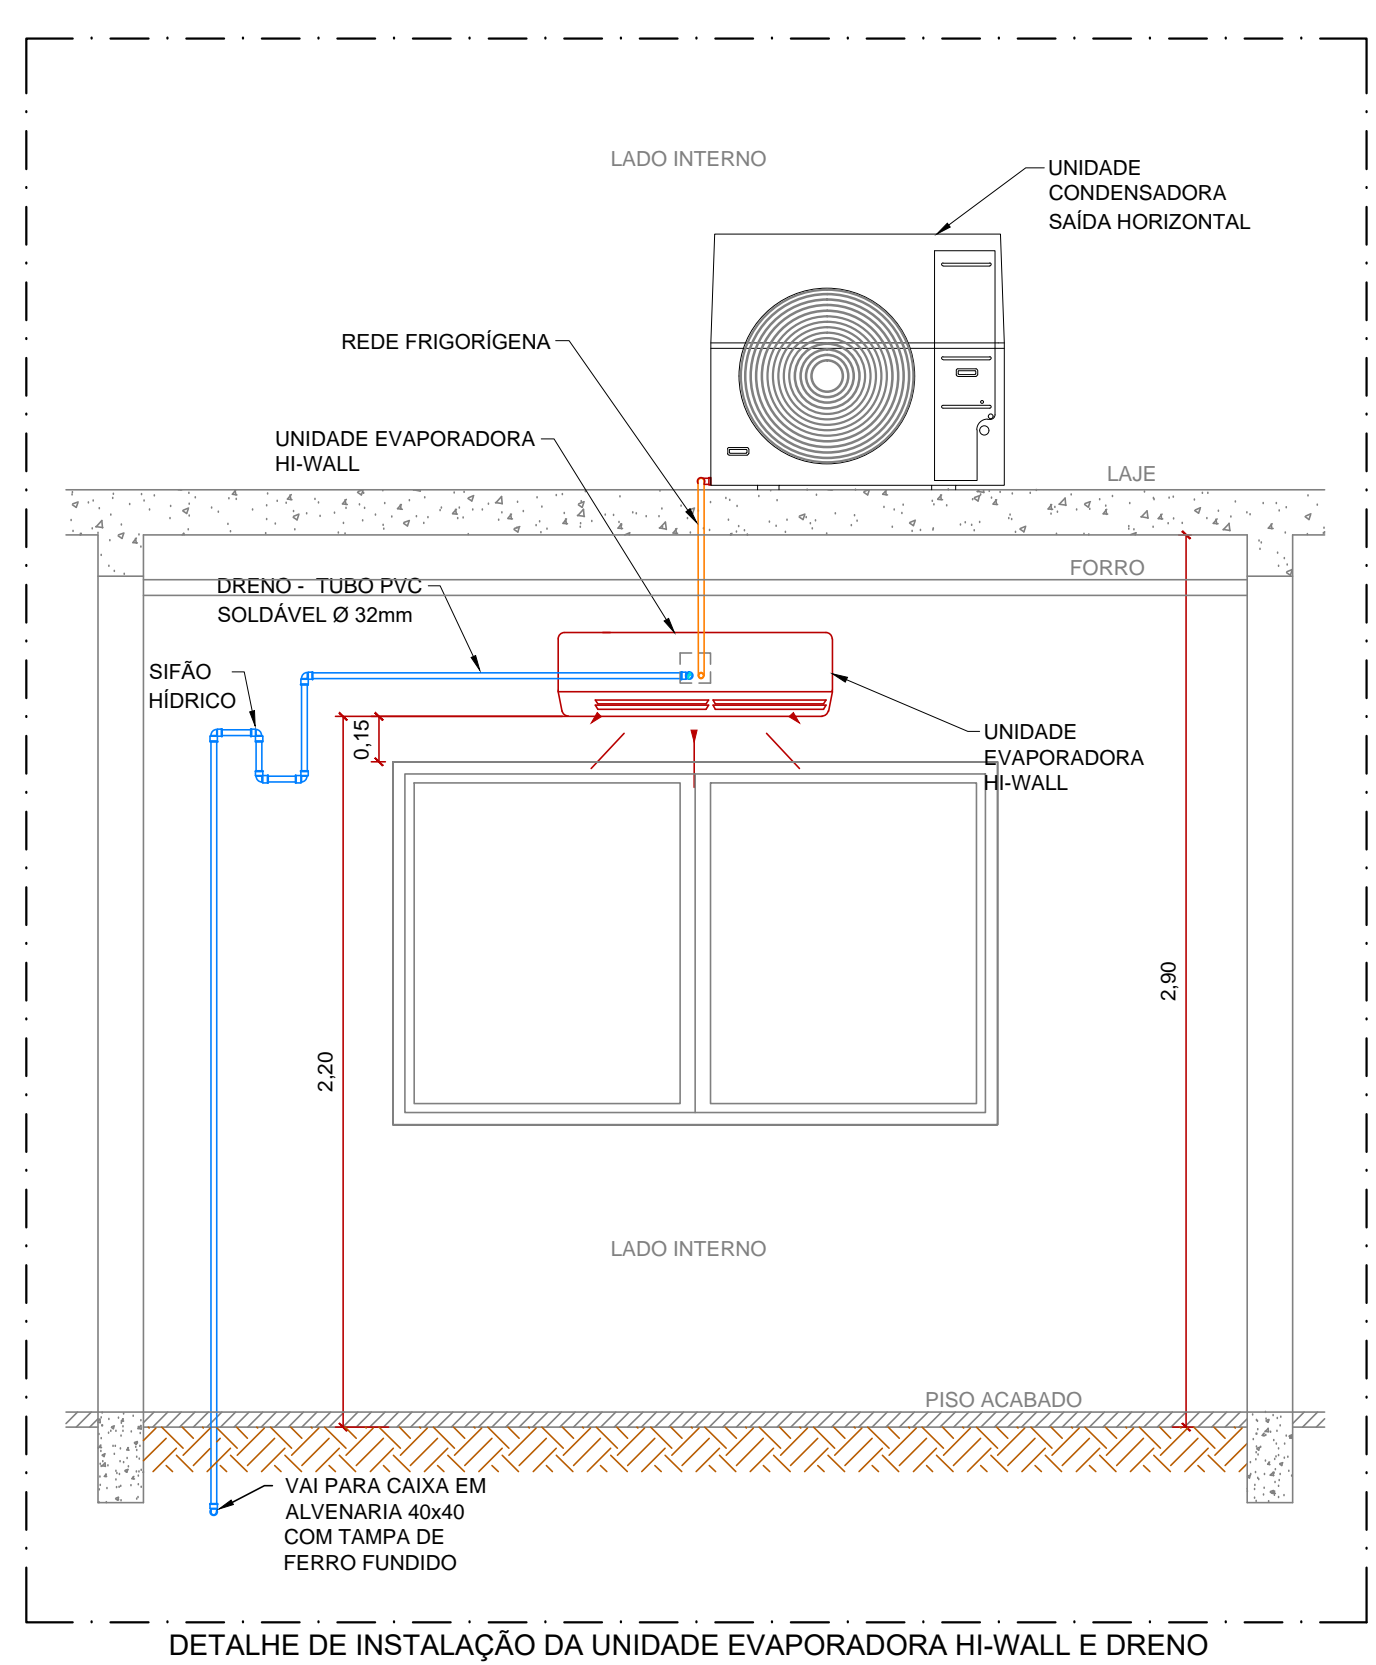 LADO INTERNO
UNIDADE
CONDENSADORA
SAÍDA HORIZONTAL
REDE FRIGORÍGENA
UNIDADE EVAPORADORA
HI-WALL
LAJE
FORRO
DRENO - TUBO PVC
SOLDÁVEL Ø 32mm
SIFÃO
HÍDRICO
0,15
UNIDADE
EVAPORADORA
HI-WALL
2,90
2,20
LADO INTERNO
PISO ACABADO
VAI PARA CAIXA EM
ALVENARIA 40x40
COM TAMPA DE
FERRO FUNDIDO
DETALHE DE INSTALAÇÃO DA UNIDADE EVAPORADORA HI-WALL E DRENO